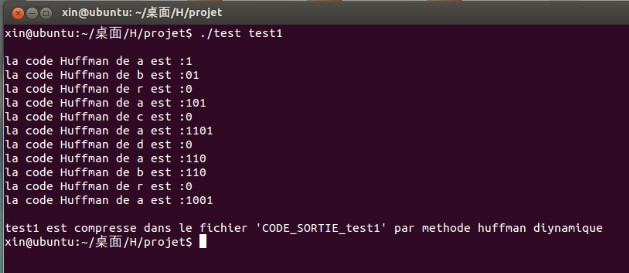 xin@ubuntu: ~/桌面/H/projet
xin@ubuntu:~/桌面/H/projet$ ./test test1
la code Huffman de a est :1
la code Huffman de b est :01
la code Huffman de r est :0
la code Huffman de a est :101
la code Huffman de c est :0
la code Huffman de a est :1101
la code Huffman de d est :0
la code Huffman de a est :110
la code Huffman de b est :110
la code Huffman de r est :0
la code Huffman de a est :1001
test1 est compresse dans le fichier 'CODE_SORTIE_test1' par methode huffman diynamique
xin@ubuntu:~/桌面/H/projet$